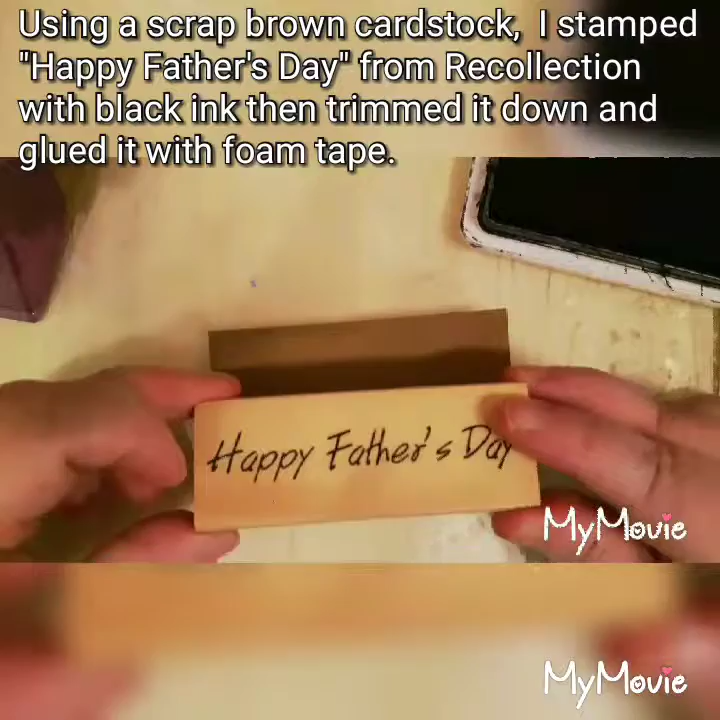 Using a scrap brown cardstock, I stamped
"Happy Father's Day" from Recollection
with black ink then trimmed it down and
glued it with foam tape.
Happy Father's Day
MyMovie
MyMovie